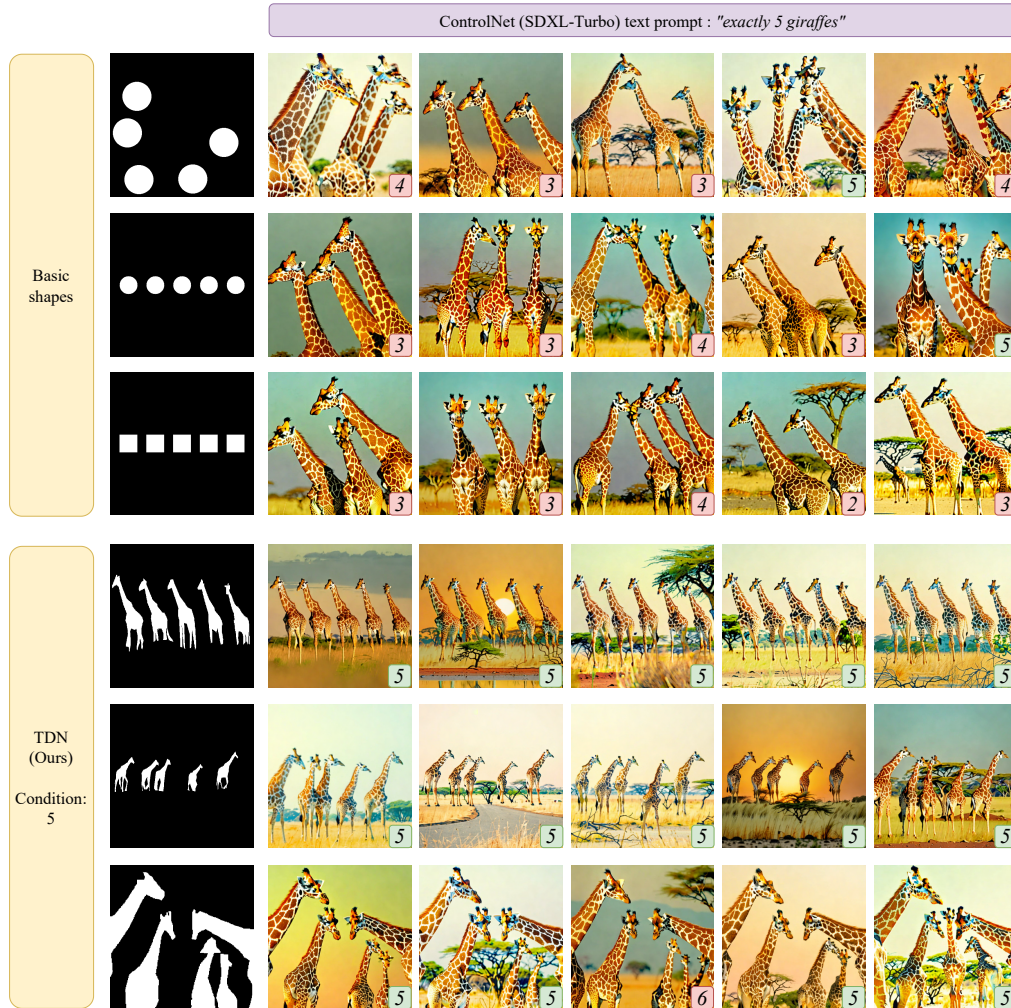 ControlNet (SDXL-Turbo) text prompt : "exactly 5 giraffes"
Basic
shapes
4 3 3 5 4
3 3 4 3 5
3 3 4 2 3
TDN
(Ours)
Condition:
5
5 5 5 5 5
5 5 5 5 5
5 5 6 5 5